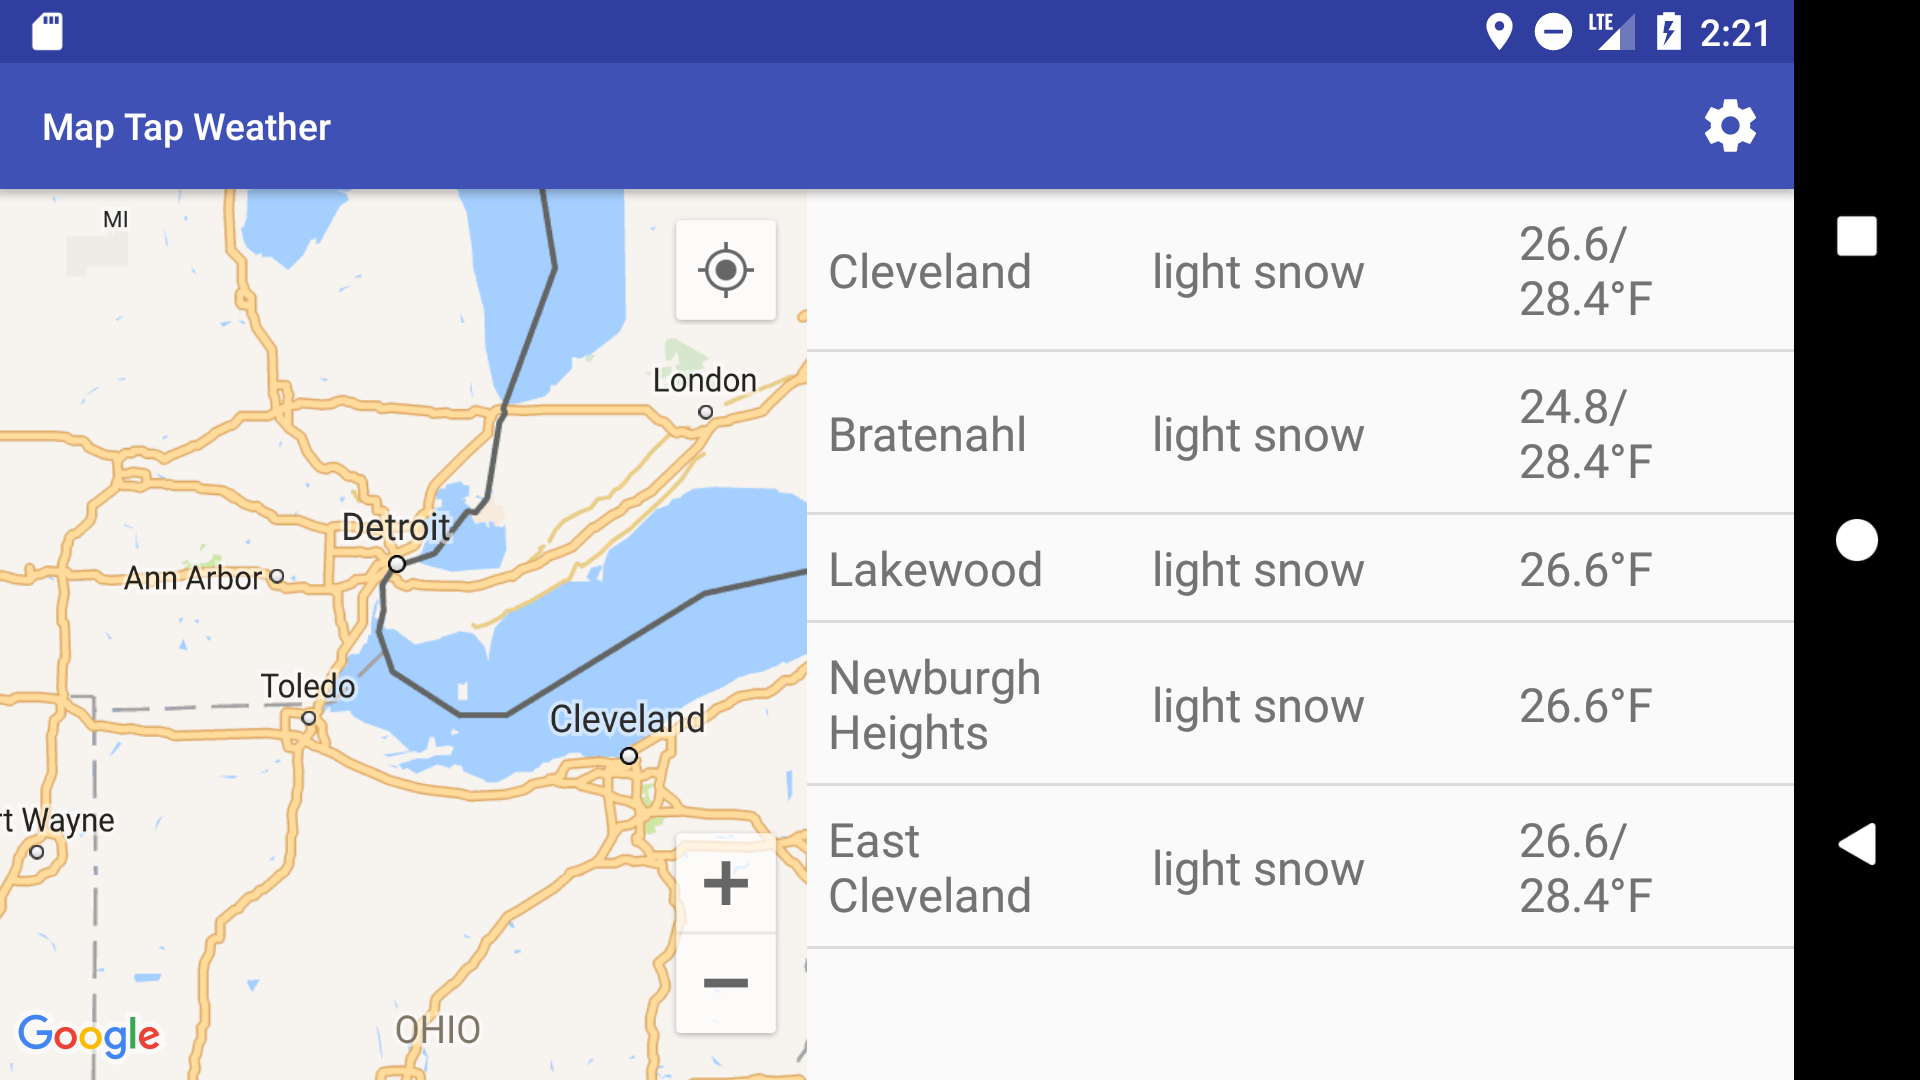 LTE 2:21
Map Tap Weather
MI
London
Detroit
Ann Arbor
Toledo
Cleveland
rt Wayne
OHIO
Google
Cleveland light snow 26.6/
28.4°F
Bratenahl light snow 24.8/
28.4°F
Lakewood light snow 26.6°F
Newburgh
Heights light snow 26.6°F
East
Cleveland light snow 26.6/
28.4°F